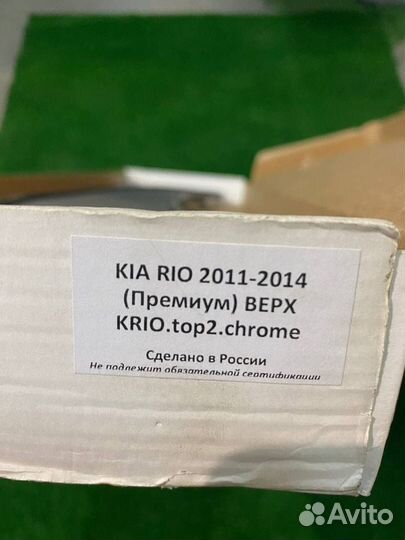 KIA RIO 2011-2014
(Премиум) ВЕРХ
KRIO.top2.chrome
Сделано в России
Не подлежит обязательной сертификации
Avito